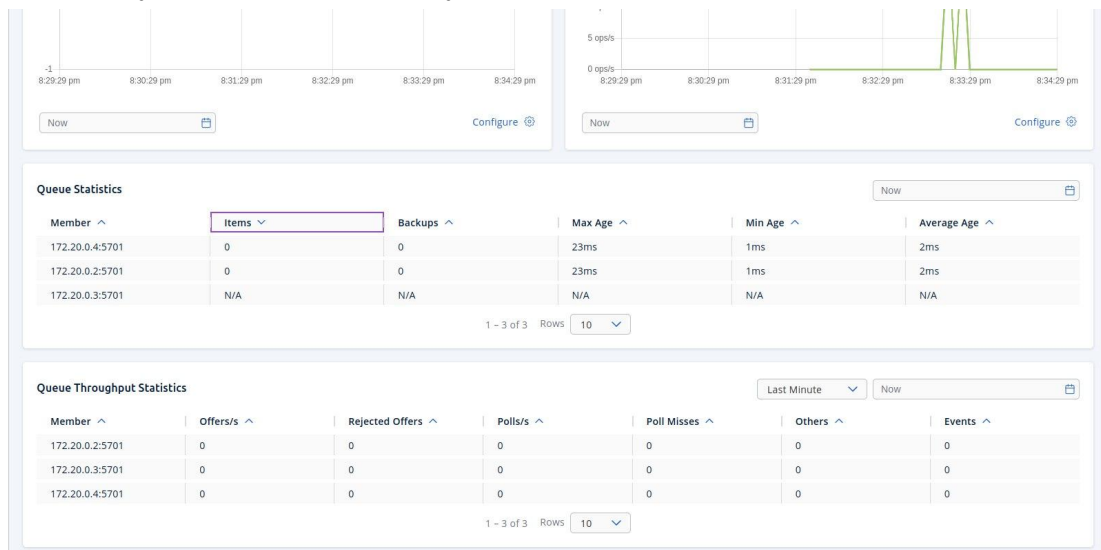 5 ops/s
-1
0 ops/s
8:29:29 pm 8:30:29 pm 8:31:29 pm 8:32:29 pm 8:33:29 pm 8:34:29 pm
8:29:29 pm 8:30:29 pm 8:31:29 pm 8:32:29 pm 8:33:29 pm 8:34:29 pm
Now Configure
Now Configure
Queue Statistics Now
Member Items Backups Max Age Min Age Average Age
172.20.0.4:5701 0 0 23ms 1ms 2ms
172.20.0.2:5701 0 0 23ms 1ms 2ms
172.20.0.3:5701 N/A N/A N/A N/A N/A
1 – 3 of 3 Rows 10
Queue Throughput Statistics Last Minute Now
Member Offers/s Rejected Offers Polls/s Poll Misses Others Events
172.20.0.2:5701 0 0 0 0 0 0
172.20.0.3:5701 0 0 0 0 0 0
172.20.0.4:5701 0 0 0 0 0 0
1 – 3 of 3 Rows 10